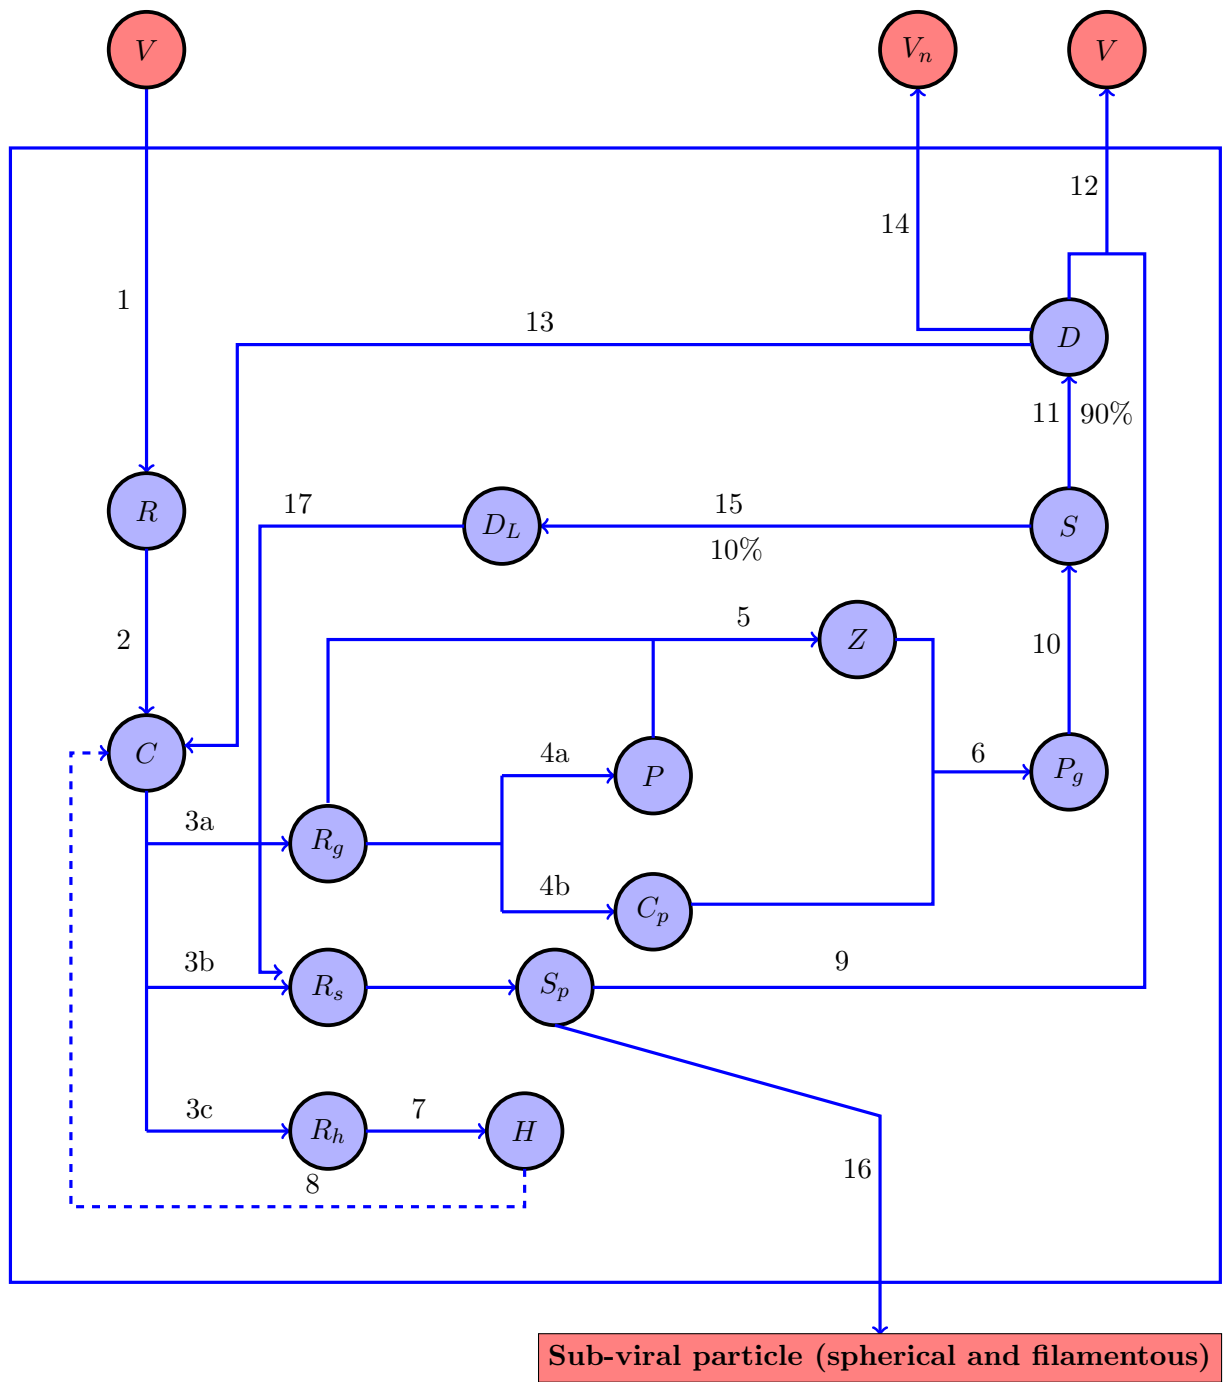 V
V_n
V
12
14
1
13
D
11
90%
17
15
R
D_L
S
10%
5
2
Z
10
C
4a
6
P
P_g
3a
R_g
4b
C_p
3b
9
R_s
S_p
3c
7
R_h
H
8
16
Sub-viral particle (spherical and filamentous)